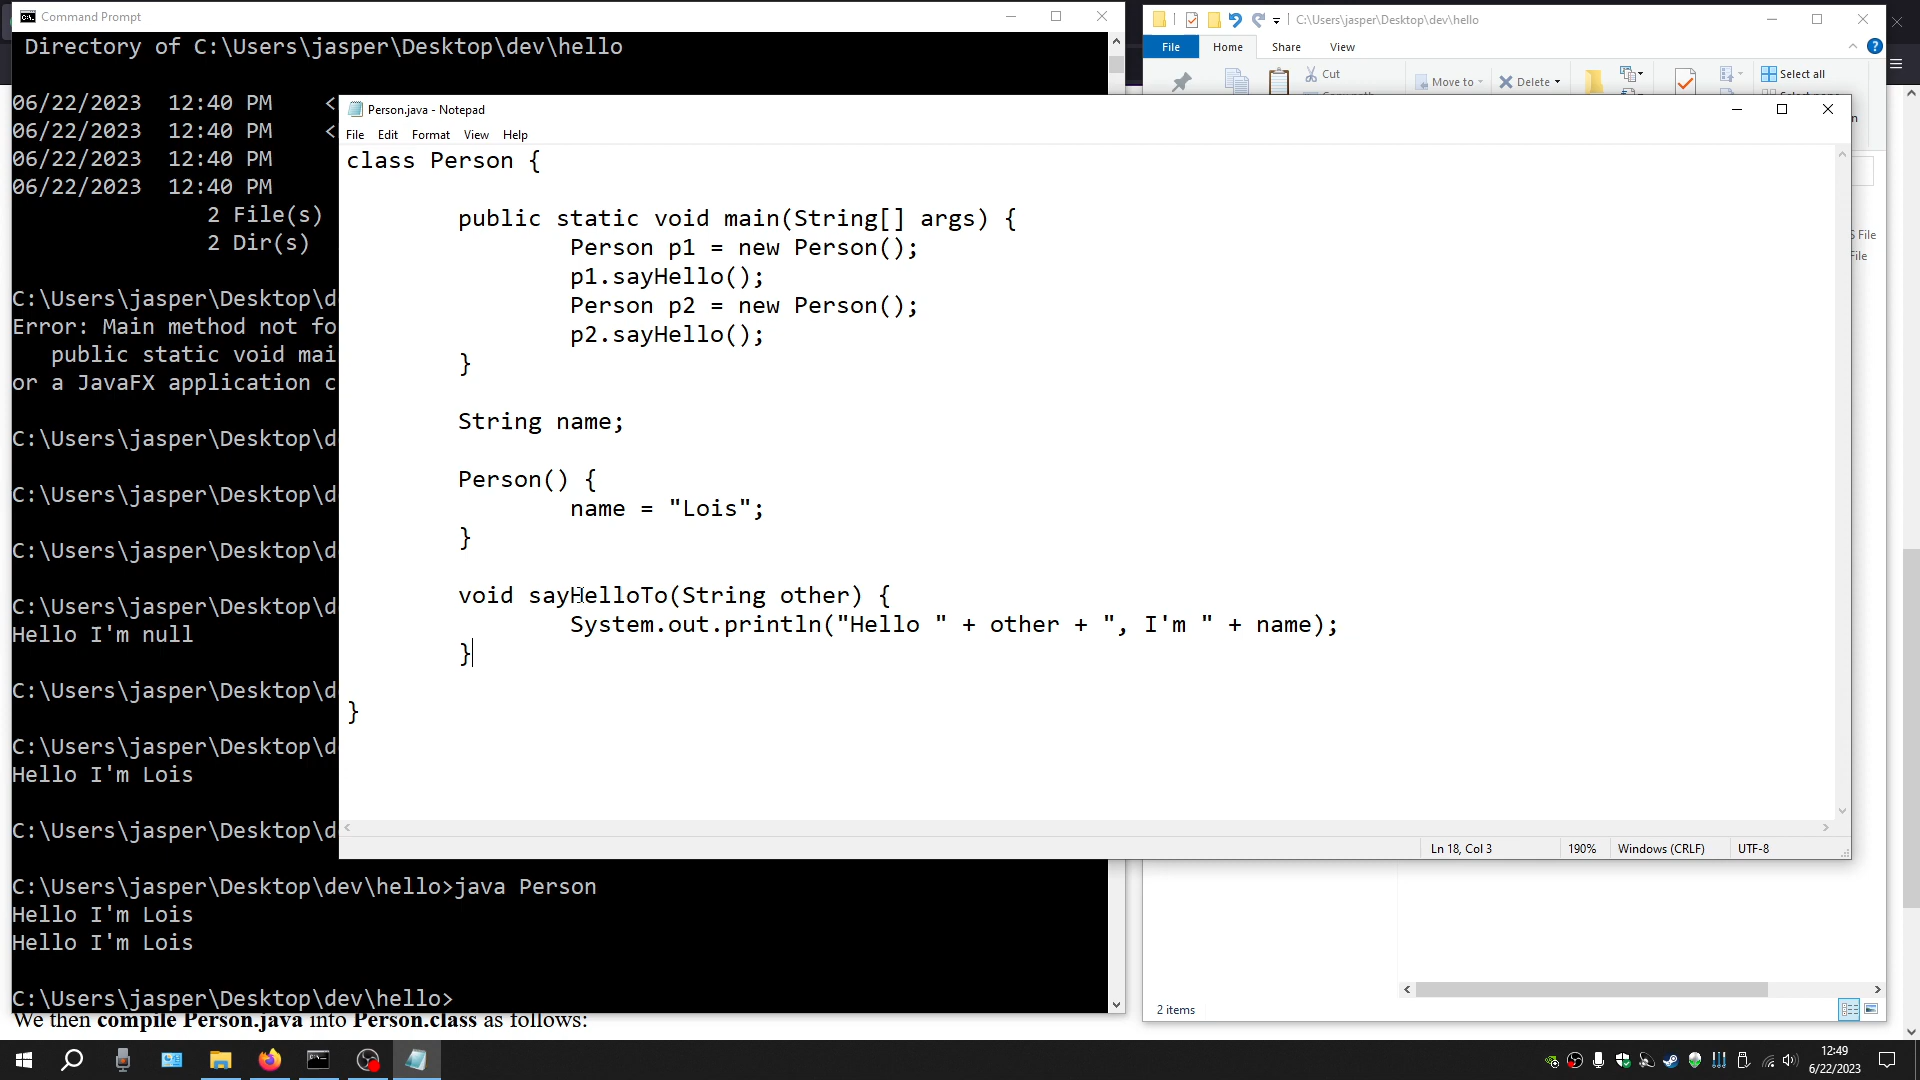 Command Prompt
Directory of C:\Users\jasper\Desktop\dev\hello
06/22/2023  12:40 PM    <
06/22/2023  12:40 PM    <
06/22/2023  12:40 PM
06/22/2023  12:40 PM
2 File(s)
2 Dir(s)
C:\Users\jasper\Desktop\d
Error: Main method not fo
public static void mai
or a JavaFX application c
C:\Users\jasper\Desktop\d
C:\Users\jasper\Desktop\d
C:\Users\jasper\Desktop\d
C:\Users\jasper\Desktop\d
Hello I'm null
C:\Users\jasper\Desktop\d
C:\Users\jasper\Desktop\d
Hello I'm Lois
C:\Users\jasper\Desktop\d
C:\Users\jasper\Desktop\dev\hello>java Person
Hello I'm Lois
Hello I'm Lois
C:\Users\jasper\Desktop\dev\hello>
We then compile Person.java into Person.class as follows:
Person.java - Notepad
File Edit Format View Help
class Person {
public static void main(String[] args) {
Person p1 = new Person();
p1.sayHello();
Person p2 = new Person();
p2.sayHello();
}
String name;
Person() {
name = "Lois";
}
void sayHelloTo(String other) {
System.out.println("Hello " + other + ", I'm " + name);
}
}
Ln 18, Col 3
190%
Windows (CRLF)
UTF-8
C:\Users\jasper\Desktop\dev\hello
File Home Share View
Cut
Move to
Delete
Select all
S File
File
2 items
12:49
6/22/2023